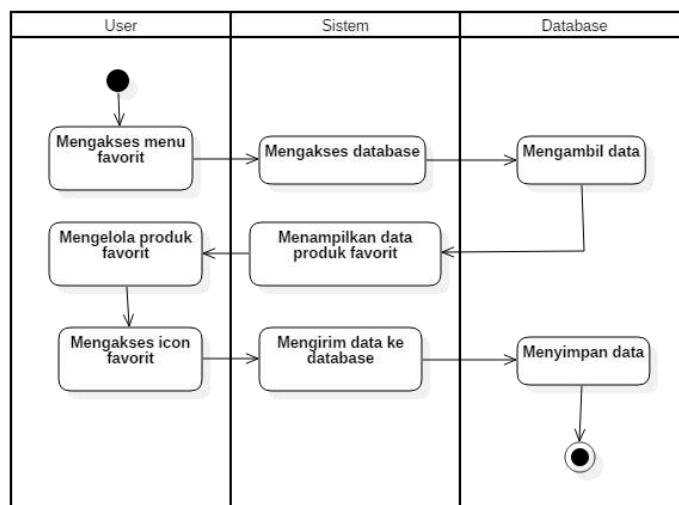 User
Sistem
Database
Mengakses menu
favorit
Mengakses database
Mengambil data
Mengelola produk
favorit
Menampilkan data
produk favorit
Mengakses icon
favorit
Mengirim data ke
database
Menyimpan data